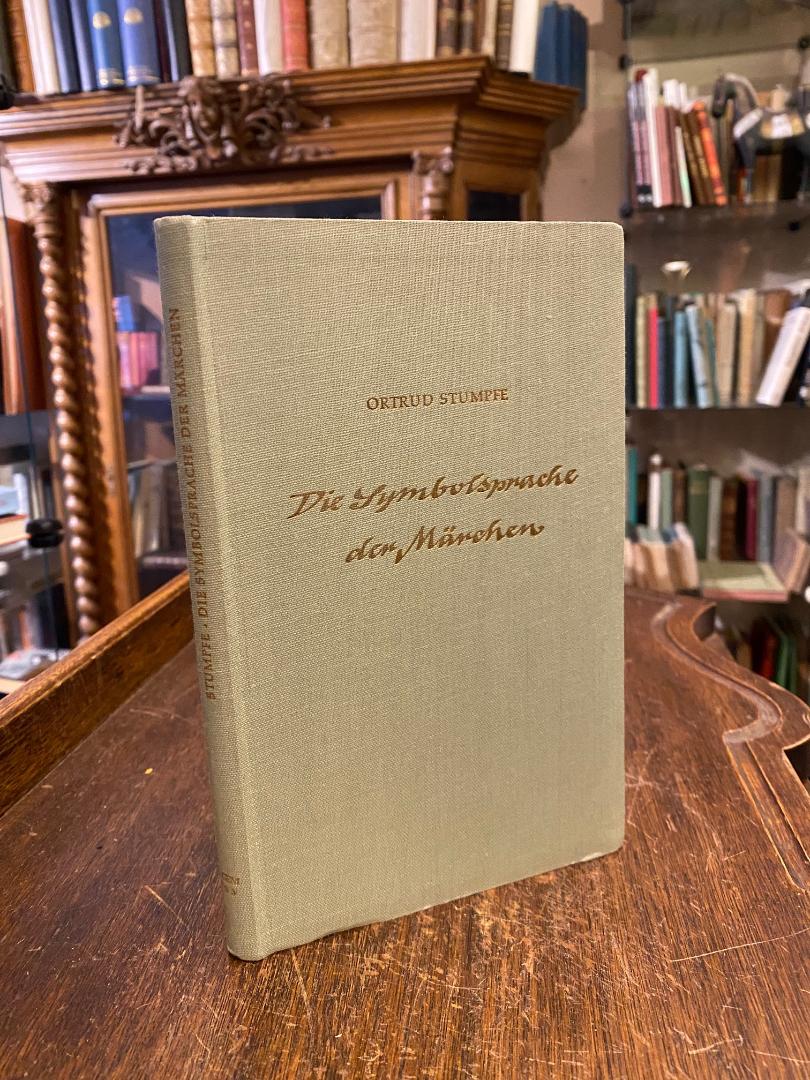 ORTRUD STUMPFE
Die Symbolsprache
der Märchen
STUMPFE · DIE SYMBOLSPRACHE DER MÄRCHEN